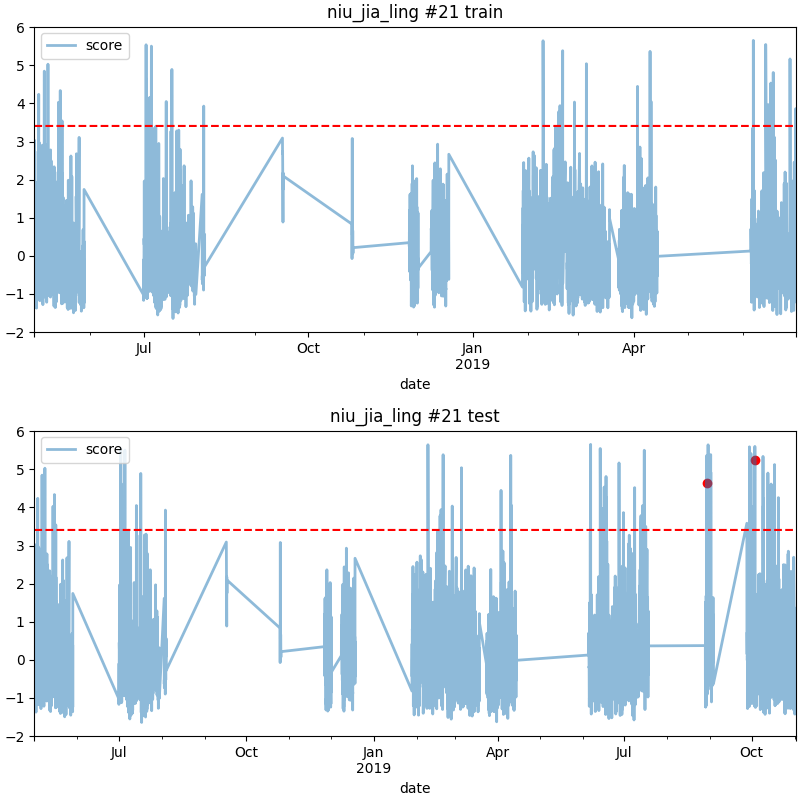 niu_jia_ling #21 train
6
score
5
4
3
2
1
0
−1
−2
Jul
Oct
Jan
2019
Apr
date
niu_jia_ling #21 test
6
score
5
4
3
2
1
0
−1
−2
Jul
Oct
Jan
2019
Apr
Jul
Oct
date